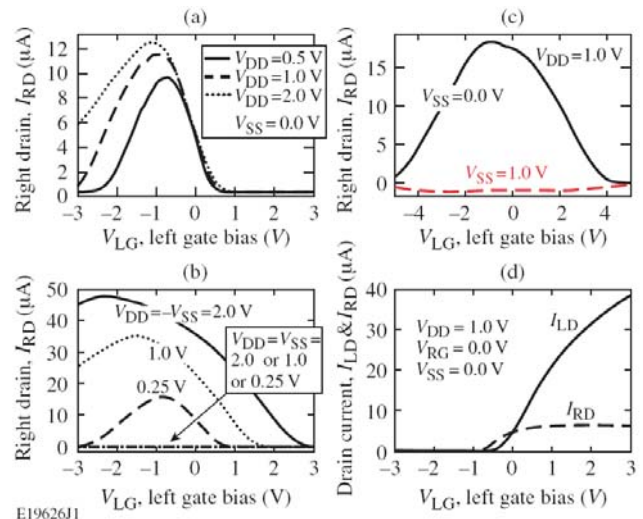 (a)
Right drain, I_RD (μA)
12
10
8
6
4
2
0
V_DD=0.5 V
V_DD=1.0 V
V_DD=2.0 V
V_SS=0.0 V
−3 −2 −1 0 1 2 3
V_LG, left gate bias (V)
(c)
Right drain, I_RD (μA)
15
10
5
0
V_DD=1.0 V
V_SS=0.0 V
V_SS=1.0 V
−4 −2 0 2 4
V_LG, left gate bias (V)
(b)
Right drain, I_RD (μA)
50
40
30
20
10
0
V_DD=−V_SS=2.0 V
1.0 V
0.25 V
V_DD=V_SS=
2.0 or 1.0
or 0.25 V
−3 −2 −1 0 1 2 3
V_LG, left gate bias (V)
(d)
Drain current, I_LD&I_RD (μA)
40
30
20
10
0
V_DD = 1.0 V
V_RG = 0.0 V
V_SS = 0.0 V
I_LD
I_RD
−3 −2 −1 0 1 2 3
V_LG, left gate bias (V)
E19626J1